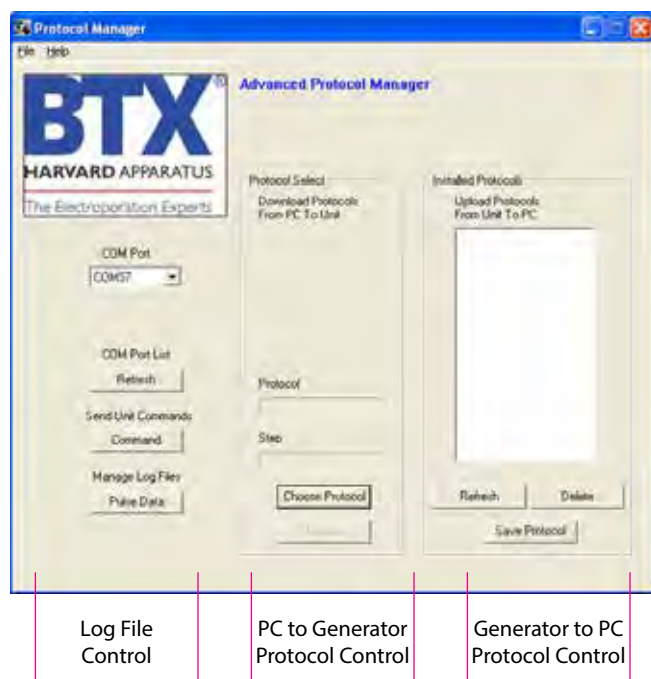 Protocol Manager
File Help
BTX®
HARVARD APPARATUS
The Electroporation Experts
Advanced Protocol Manager
COM Port
COM57
COM Port List
Refresh
Send Unit Commands
Command
Manage Log Files
Pulse Data
Protocol Select
Download Protocols
From PC To Unit
Protocol
Step
Choose Protocol
Installed Protocols
Upload Protocols
From Unit To PC
Refresh Delete
Save Protocol
Log File
Control
PC to Generator
Protocol Control
Generator to PC
Protocol Control